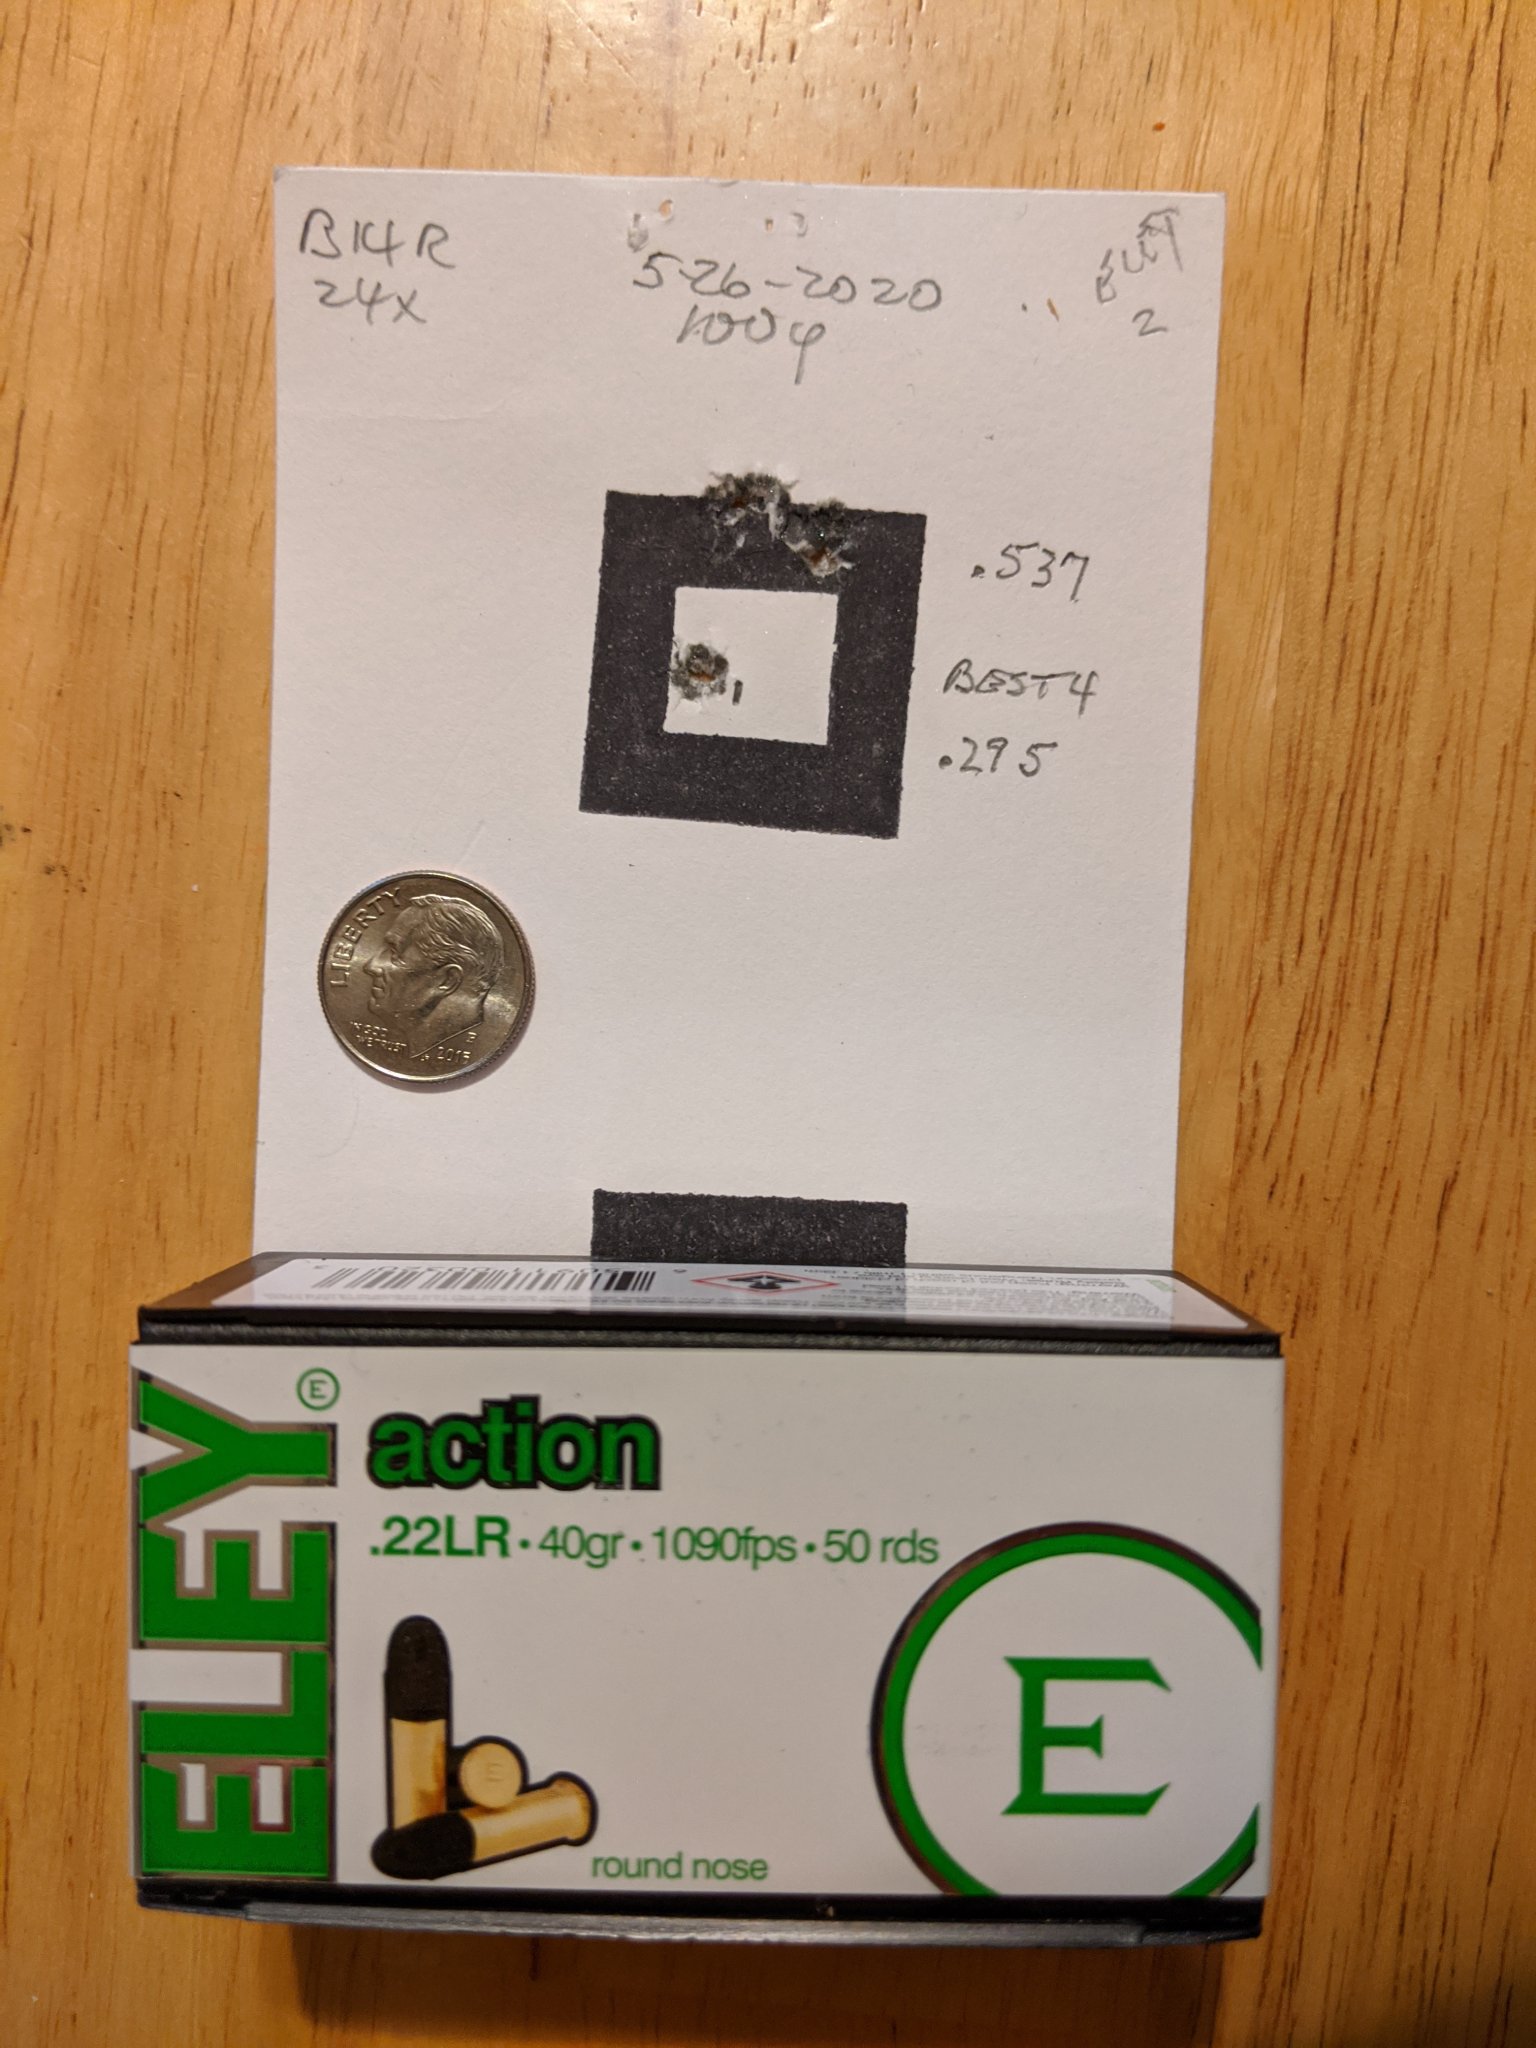 B14R
24x
5-26-2020
100y
2
.537
BEST 4
.295
1
LIBERTY
IN GOD
WE TRUST
P
2015
ELEY
E
action
.22LR • 40gr • 1090fps • 50 rds
E
round nose